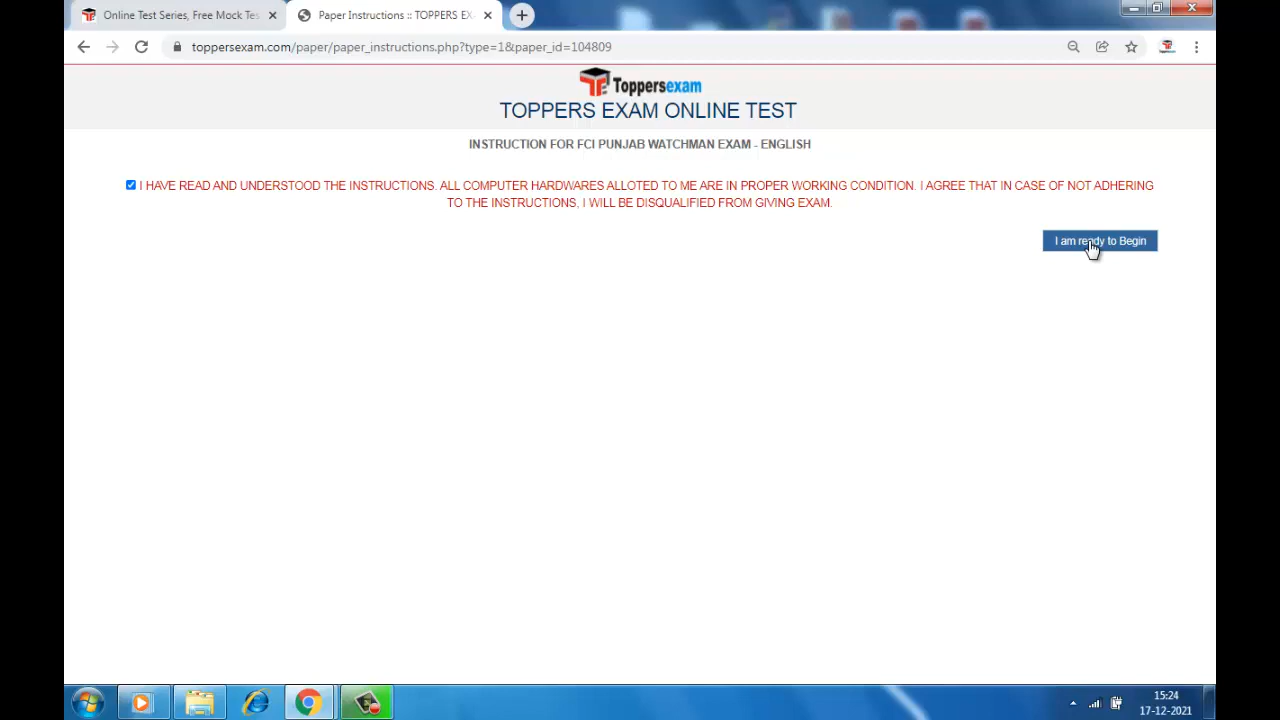 Online Test Series, Free Mock Tes
Paper Instructions :: TOPPERS EX
toppersexam.com/paper/paper_instructions.php?type=1&paper_id=104809
Toppersexam
TOPPERS EXAM ONLINE TEST
INSTRUCTION FOR FCI PUNJAB WATCHMAN EXAM - ENGLISH
I HAVE READ AND UNDERSTOOD THE INSTRUCTIONS. ALL COMPUTER HARDWARES ALLOTED TO ME ARE IN PROPER WORKING CONDITION. I AGREE THAT IN CASE OF NOT ADHERING
TO THE INSTRUCTIONS, I WILL BE DISQUALIFIED FROM GIVING EXAM.
I am ready to Begin
15:24
17-12-2021